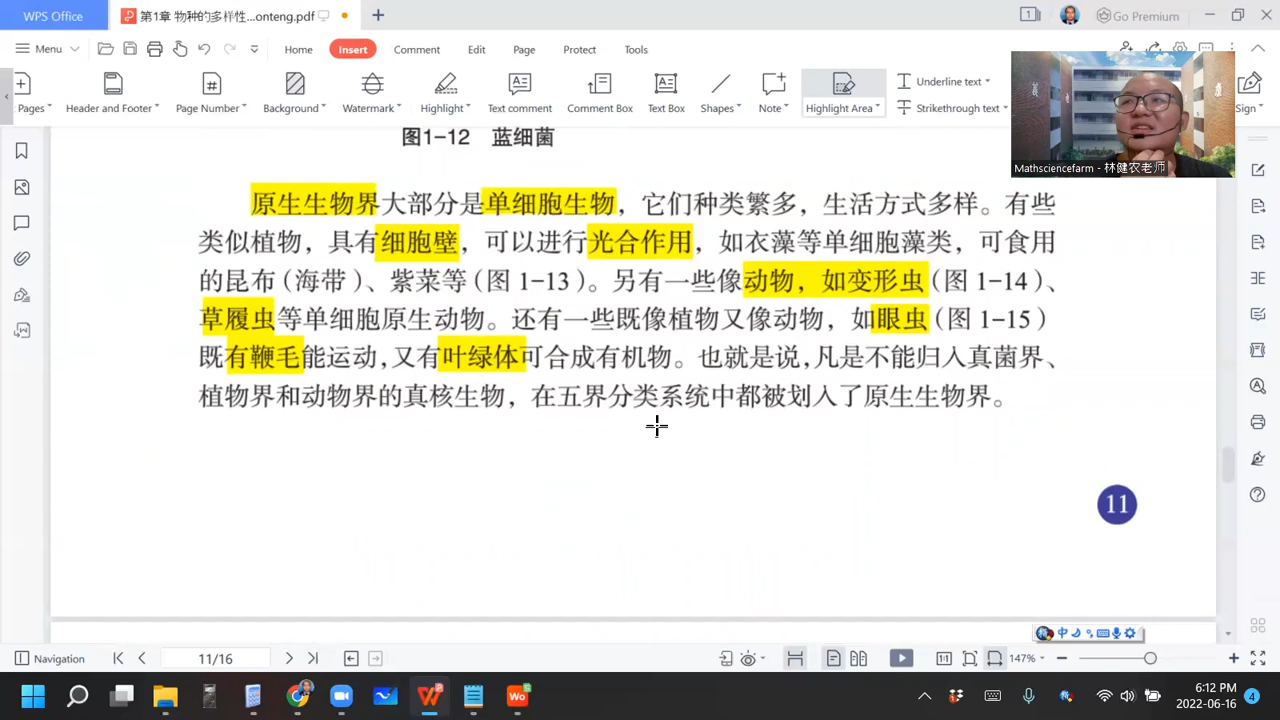 WPS Office
第1章 物种的多样性...onteng.pdf
Go Premium
Menu
Home
Insert
Comment
Edit
Page
Protect
Tools
Pages
Header and Footer
Page Number
Background
Watermark
Highlight
Text comment
Comment Box
Text Box
Shapes
Note
Highlight Area
Underline text
Strikethrough text
Sign
Mathsciencefarm - 林健农老师
图1-12 蓝细菌
原生生物界大部分是单细胞生物，它们种类繁多，生活方式多样。有些
类似植物，具有细胞壁，可以进行光合作用，如衣藻等单细胞藻类，可食用
的昆布（海带）、紫菜等（图 1-13）。另有一些像动物，如变形虫（图 1-14）、
草履虫等单细胞原生动物。还有一些既像植物又像动物，如眼虫（图 1-15）
既有鞭毛能运动，又有叶绿体可合成有机物。也就是说，凡是不能归入真菌界、
植物界和动物界的真核生物，在五界分类系统中都被划入了原生生物界。
11
中
Navigation
11/16
1:1
147%
6:12 PM
2022-06-16
4